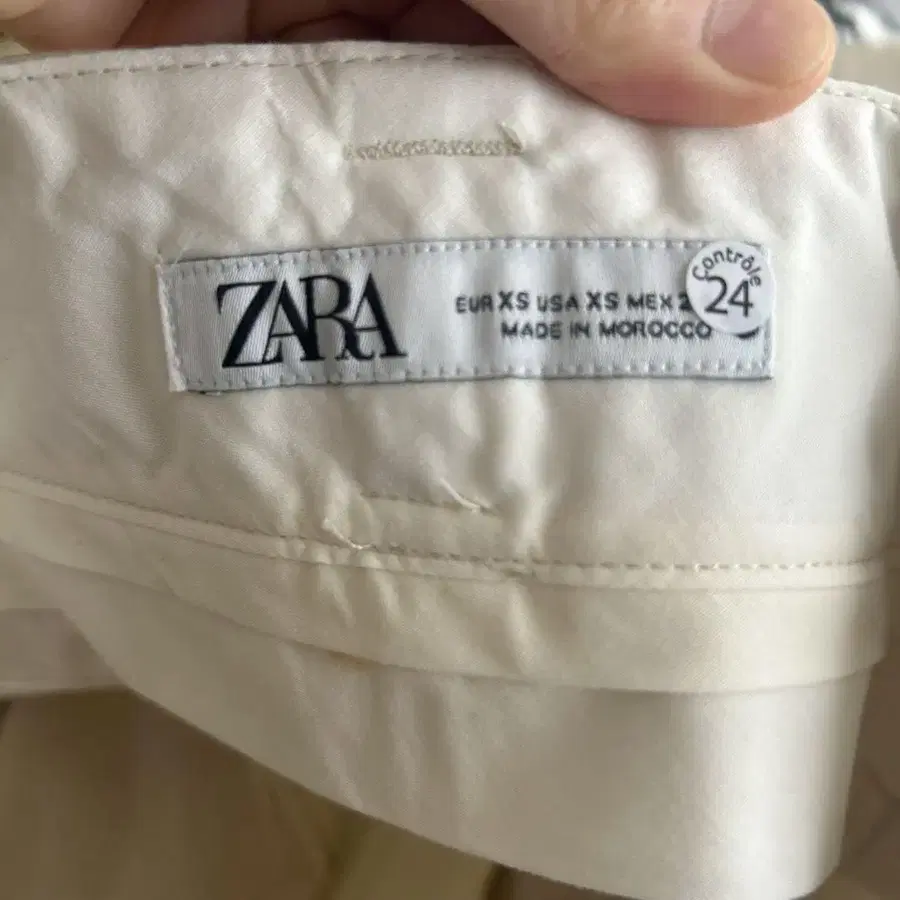 ZARA
EUR XS USA XS MEX 2
MADE IN MOROCCO
Contrôle
24